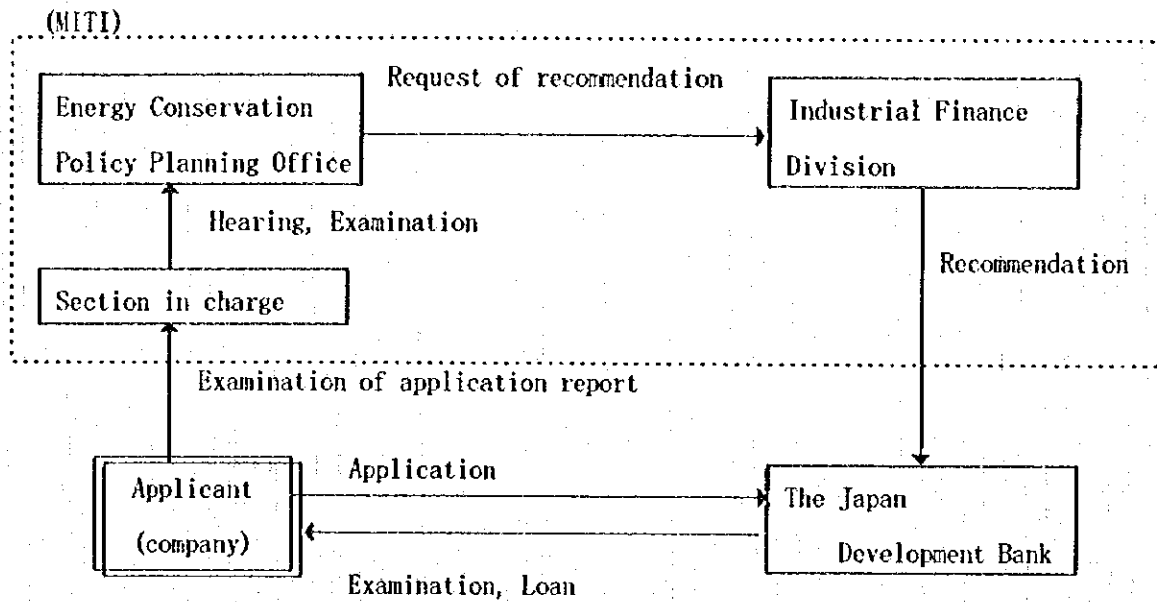 (MITI)
Request of recommendation
Energy Conservation
Policy Planning Office
Industrial Finance
Division
Hearing, Examination
Recommendation
Section in charge
Examination of application report
Application
Applicant
(company)
The Japan
Development Bank
Examination, Loan